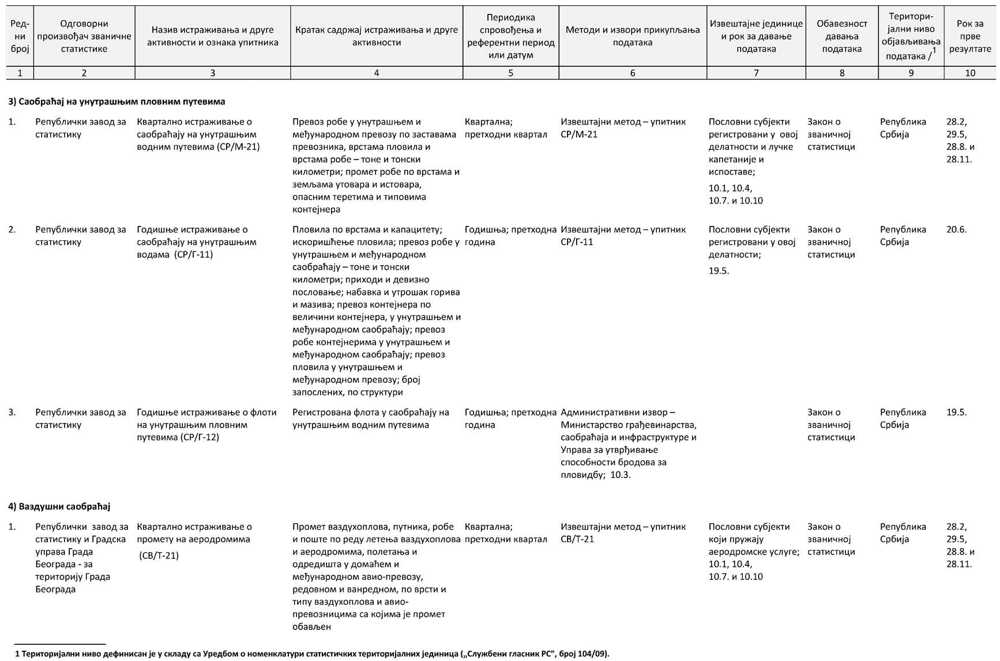 Ред-
ни
број
Одговорни
произвођач званичне
статистике
Назив истраживања и друге
активности и ознака упитника
Кратак садржај истраживања и друге
активности
Периодика
спровођења и
референтни период
или датум
Методи и извори прикупљања
података
Извештајне јединице
и рок за давање
података
Обавезност
давања
података
Територи-
јални ниво
објављивања
података /1
Рок за
прве
резултате
1 2 3 4 5 6 7 8 9 10
3) Саобраћај на унутрашњим пловним путевима
1.
Републички завод за
статистику
Квартално истраживање о
саобраћају на унутрашњим
водним путевима (СР/М-21)
Превоз робе у унутрашњем и
међународном превозу по заставама
превозника, врстама пловила и
врстама робе – тоне и тонски
километри; промет робе по врстама и
земљама утовара и истовара,
опасним теретима и типовима
контејнера
Квартална;
претходни квартал
Извештајни метод – упитник
СР/М-21
Пословни субјекти
регистровани у  овој
делатности и лучке
капетаније и
испоставе;
10.1, 10.4,
10.7. и 10.10
Закон о
званичној
статистици
Република
Србија
28.2,
29.5,
28.8. и
28.11.
2.
Републички завод за
статистику
Годишње истраживање о
саобраћају на унутрашњим
водама  (СР/Г-11)
Пловила по врстама и капацитету;
искоришћење пловила; превоз робе у
унутрашњем и међународном
саобраћају – тоне и тонски
километри; приходи и девизно
пословање; набавка и утрошак горива
и мазива; превоз контејнера по
величини контејнера, у унутрашњем и
међународном саобраћају; превоз
робе контејнерима у унутрашњем и
међународном саобраћају; превоз
пловила у унутрашњем и
међународном превозу; број
запослених, по структури
Годишња; претходна
година
Извештајни метод – упитник
СР/Г-11
Пословни субјекти
регистровани у овој
делатности;
19.5.
Закон о
званичној
статистици
Република
Србија
20.6.
3.
Републички завод за
статистику
Годишње истраживање о флоти
на унутрашњим пловним
путевима (СР/Г-12)
Регистрована флота у саобраћају на
унутрашњим водним путевима
Годишња; претходна
година
Административни извор –
Министарство грађевинарства,
саобраћаја и инфраструктуре и
Управа за утврђивање
способности бродова за
пловидбу;  10.3.
Закон о
званичној
статистици
Република
Србија
19.5.
4) Ваздушни саобраћај
1.
Републички  завод за
статистику и Градска
управа Града
Београда - за
територију Града
Београда
Квартално истраживање о
промету на аеродромима
(СВ/Т-21)
Промет ваздухоплова, путника, робе
и поште по реду летења ваздухоплова
и аеродромима, полетања и
одредишта у домаћем и
међународном авио-превозу,
редовном и ванредном, по врсти и
типу ваздухоплова и авио-
превозницима са којима је промет
обављен
Квартална;
претходни квартал
Извештајни метод – упитник
СВ/Т-21
Пословни субјекти
који пружају
аеродромске услуге;
10.1, 10.4,
10.7. и 10.10
Закон о
званичној
статистици
Република
Србија
28.2,
29.5,
28.8. и
28.11.
1 Територијални ниво дефинисан је у складу са Уредбом о номенклатури статистичких територијалних јединица („Службени гласник РС”, број 104/09).